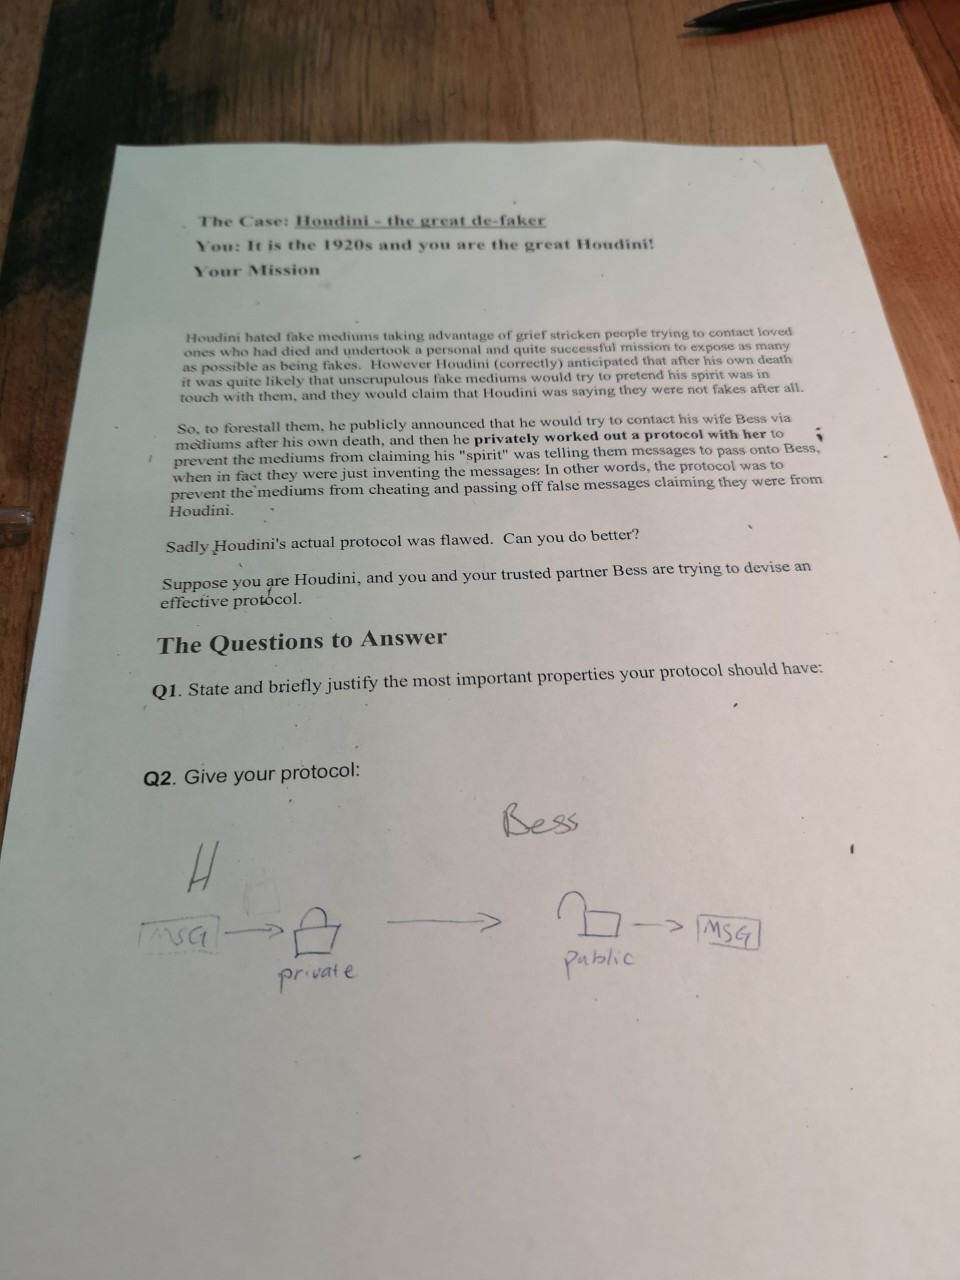 The Case: Houdini - the great de-faker
You: It is the 1920s and you are the great Houdini!
Your Mission
Houdini hated fake mediums taking advantage of grief stricken people trying to contact loved
ones who had died and undertook a personal and quite successful mission to expose as many
as possible as being fakes. However Houdini (correctly) anticipated that after his own death
it was quite likely that unscrupulous fake mediums would try to pretend his spirit was in
touch with them, and they would claim that Houdini was saying they were not fakes after all.
So, to forestall them, he publicly announced that he would try to contact his wife Bess via
mediums after his own death, and then he privately worked out a protocol with her to
prevent the mediums from claiming his "spirit" was telling them messages to pass onto Bess,
when in fact they were just inventing the messages. In other words, the protocol was to
prevent the mediums from cheating and passing off false messages claiming they were from
Houdini.
Sadly Houdini's actual protocol was flawed. Can you do better?
Suppose you are Houdini, and you and your trusted partner Bess are trying to devise an
effective protocol.
The Questions to Answer
Q1. State and briefly justify the most important properties your protocol should have:
Q2. Give your protocol:
Bess
H
MSG
MSG
private
public